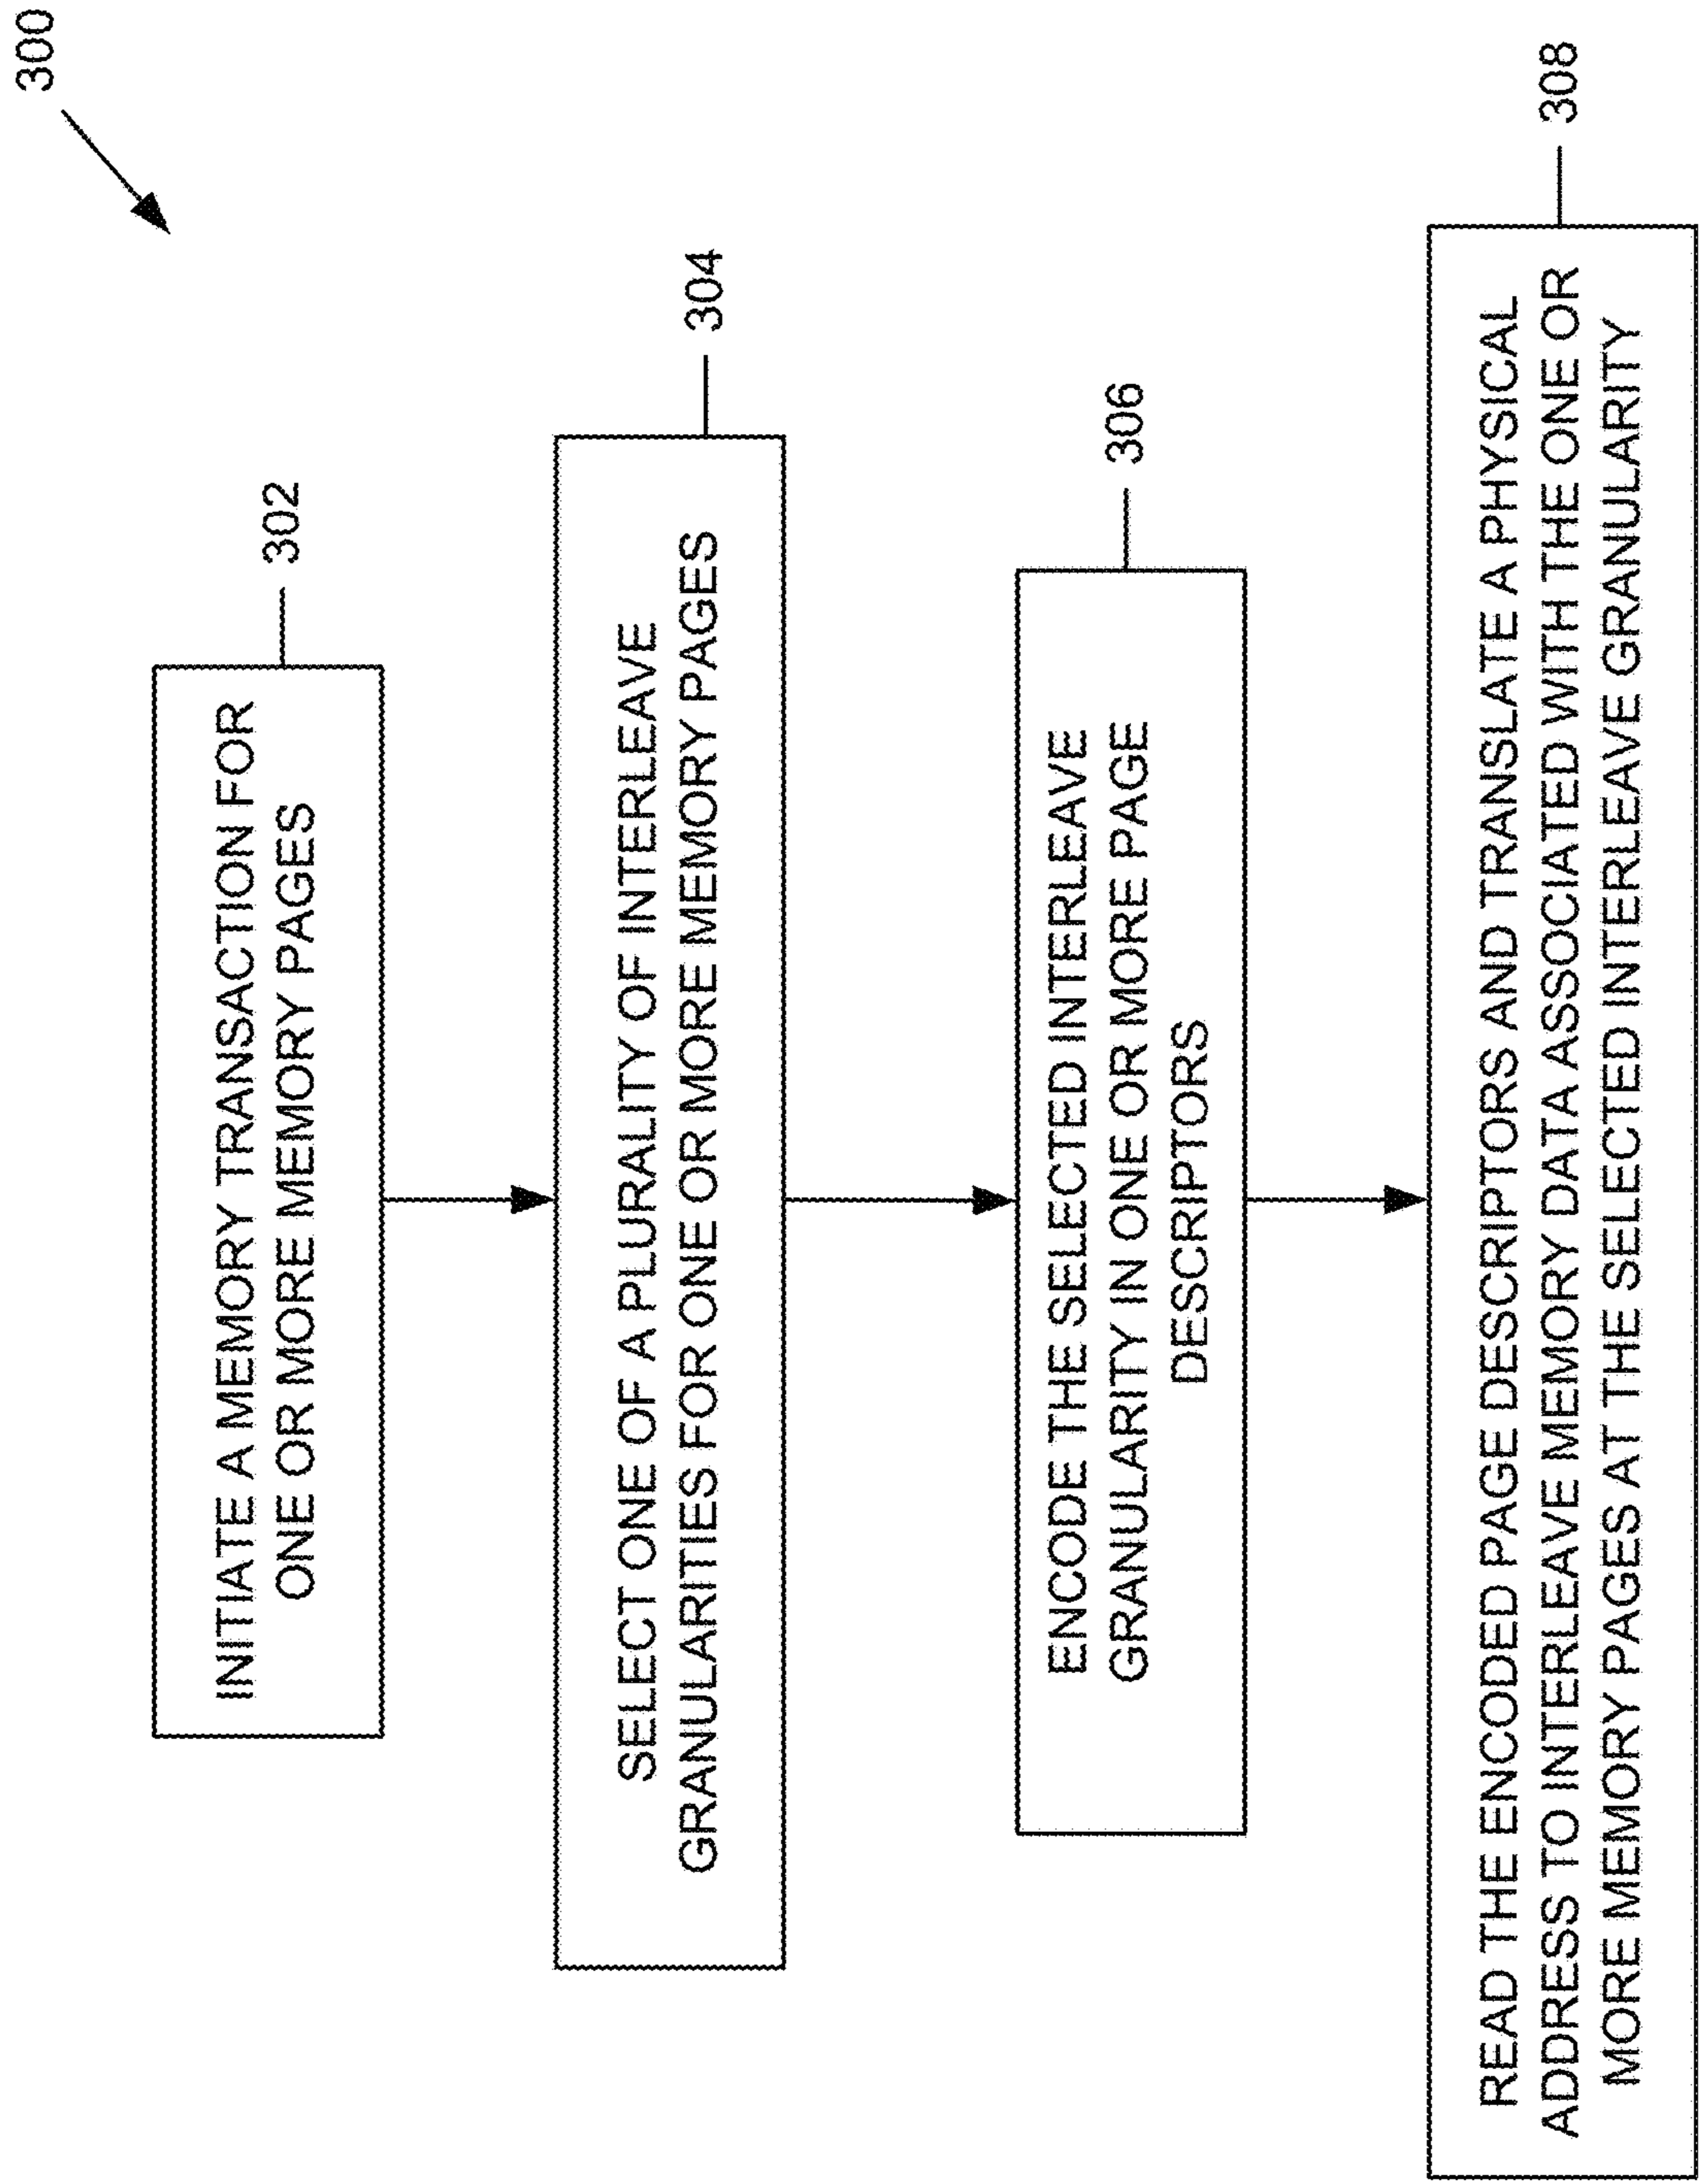 300
INITIATE A MEMORY TRANSACTION FOR
ONE OR MORE MEMORY PAGES
302
SELECT ONE OF A PLURALITY OF INTERLEAVE
GRANULARITIES FOR ONE OR MORE MEMORY PAGES
304
ENCODE THE SELECTED INTERLEAVE
GRANULARITY IN ONE OR MORE PAGE
DESCRIPTORS
306
READ THE ENCODED PAGE DESCRIPTORS AND TRANSLATE A PHYSICAL
ADDRESS TO INTERLEAVE MEMORY DATA ASSOCIATED WITH THE ONE OR
MORE MEMORY PAGES AT THE SELECTED INTERLEAVE GRANULARITY
308